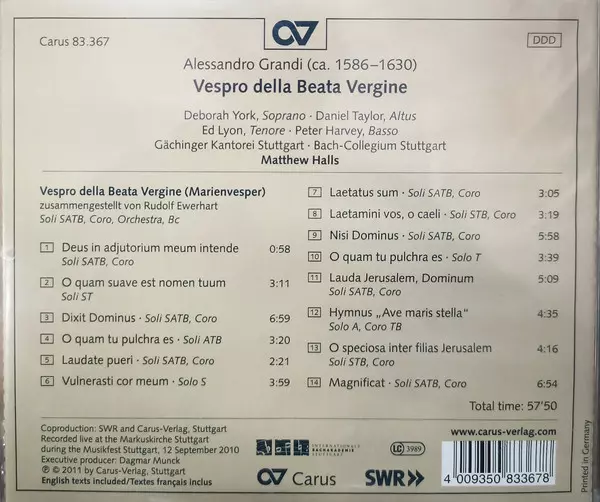 Carus 83.367
DDD
Alessandro Grandi (ca. 1586–1630)
Vespro della Beata Vergine
Deborah York, Soprano · Daniel Taylor, Altus
Ed Lyon, Tenore · Peter Harvey, Basso
Gächinger Kantorei Stuttgart · Bach-Collegium Stuttgart
Matthew Halls
Vespro della Beata Vergine (Marienvesper)
zusammengestellt von Rudolf Ewerhart
Soli SATB, Coro, Orchestra, Bc
1 Deus in adjutorium meum intende 0:58
Soli SATB, Coro
2 O quam suave est nomen tuum 3:11
Soli ST
3 Dixit Dominus · Soli SATB, Coro 6:59
4 O quam tu pulchra es · Soli ATB 3:20
5 Laudate pueri · Soli SATB, Coro 2:21
6 Vulnerasti cor meum · Solo S 3:59
7 Laetatus sum · Soli SATB, Coro 3:05
8 Laetamini vos, o caeli · Soli STB, Coro 3:19
9 Nisi Dominus · Soli SATB, Coro 5:58
10 O quam tu pulchra es · Solo T 3:39
11 Lauda Jerusalem, Dominum 5:09
Soli SATB, Coro
12 Hymnus „Ave maris stella“ 4:35
Solo A, Coro TB
13 O speciosa inter filias Jerusalem 4:16
Soli STB, Coro
14 Magnificat · Soli SATB, Coro 6:54
Total time: 57'50
Coproduction: SWR and Carus-Verlag, Stuttgart
Recorded live at the Markuskirche Stuttgart
during the Musikfest Stuttgart, 12 September 2010
Executive producer: Dagmar Munck
℗ © 2011 by Carus-Verlag, Stuttgart
English texts included/Textes français inclus
INTERNATIONALE
BACHAKADEMIE
STUTTGART
Carus
LC 3989
SWR
www.carus-verlag.com
4 009350 833678
Printed in Germany